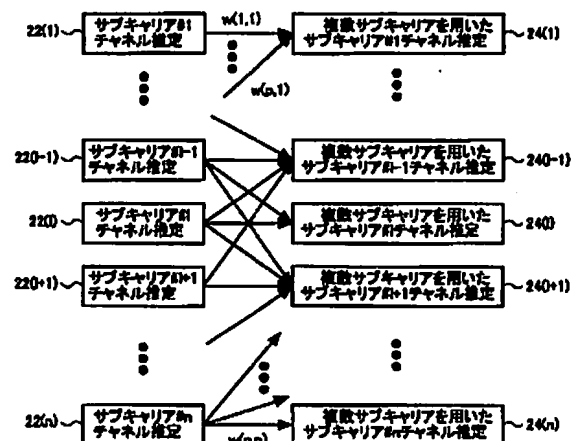 22(1) サブキャリア#1 w(1,1) 複数サブキャリアを用いた 24(1)
チャネル推定 サブキャリア#1チャネル推定
w(p,1)
22(i-1) サブキャリア#i-1 複数サブキャリアを用いた 24(i-1)
チャネル推定 サブキャリア#i-1チャネル推定
22(i) サブキャリア#i 複数サブキャリアを用いた 24(i)
チャネル推定 サブキャリア#iチャネル推定
22(i+1) サブキャリア#i+1 複数サブキャリアを用いた 24(i+1)
チャネル推定 サブキャリア#i+1チャネル推定
22(n) サブキャリア#n 複数サブキャリアを用いた 24(n)
チャネル推定 サブキャリア#nチャネル推定